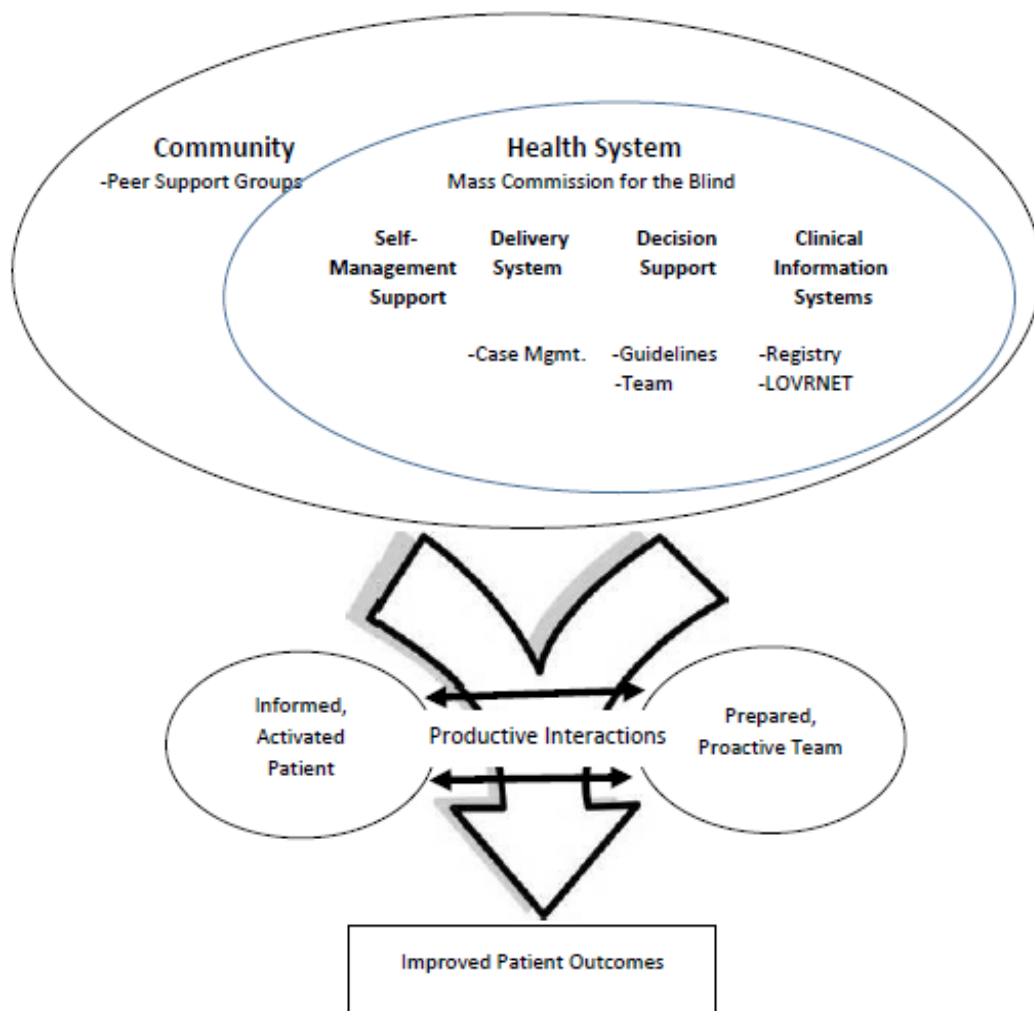 Community
-Peer Support Groups
Health System
Mass Commission for the Blind
Self-
Management
Support
Delivery
System
Decision
Support
Clinical
Information
Systems
-Case Mgmt.
-Guidelines
-Team
-Registry
-LOVRNET
Informed,
Activated
Patient
Productive Interactions
Prepared,
Proactive Team
Improved Patient Outcomes